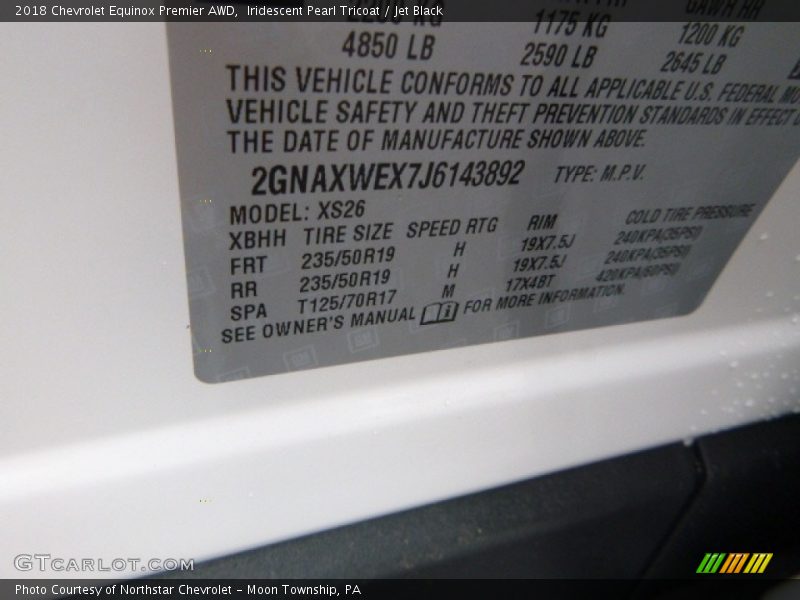 2018 Chevrolet Equinox Premier AWD, Iridescent Pearl Tricoat / Jet Black
2200 KG 1175 KG 1200 KG
4850 LB 2590 LB 2645 LB
THIS VEHICLE CONFORMS TO ALL APPLICABLE U.S. FEDERAL
VEHICLE SAFETY AND THEFT PREVENTION STANDARDS IN EFFECT
THE DATE OF MANUFACTURE SHOWN ABOVE.
2GNAXWEX7J6143892 TYPE: M.P.V.
MODEL: XS26
XBHH TIRE SIZE SPEED RTG RIM COLD TIRE PRESSURE
FRT 235/50R19 H 19X7.5J 240KPA(35PSI)
RR 235/50R19 H 19X7.5J 240KPA(35PSI)
SPA T125/70R17 M 17X4BT 420KPA(60PSI)
SEE OWNER'S MANUAL FOR MORE INFORMATION.
GTCARLOT.COM
Photo Courtesy of Northstar Chevrolet - Moon Township, PA